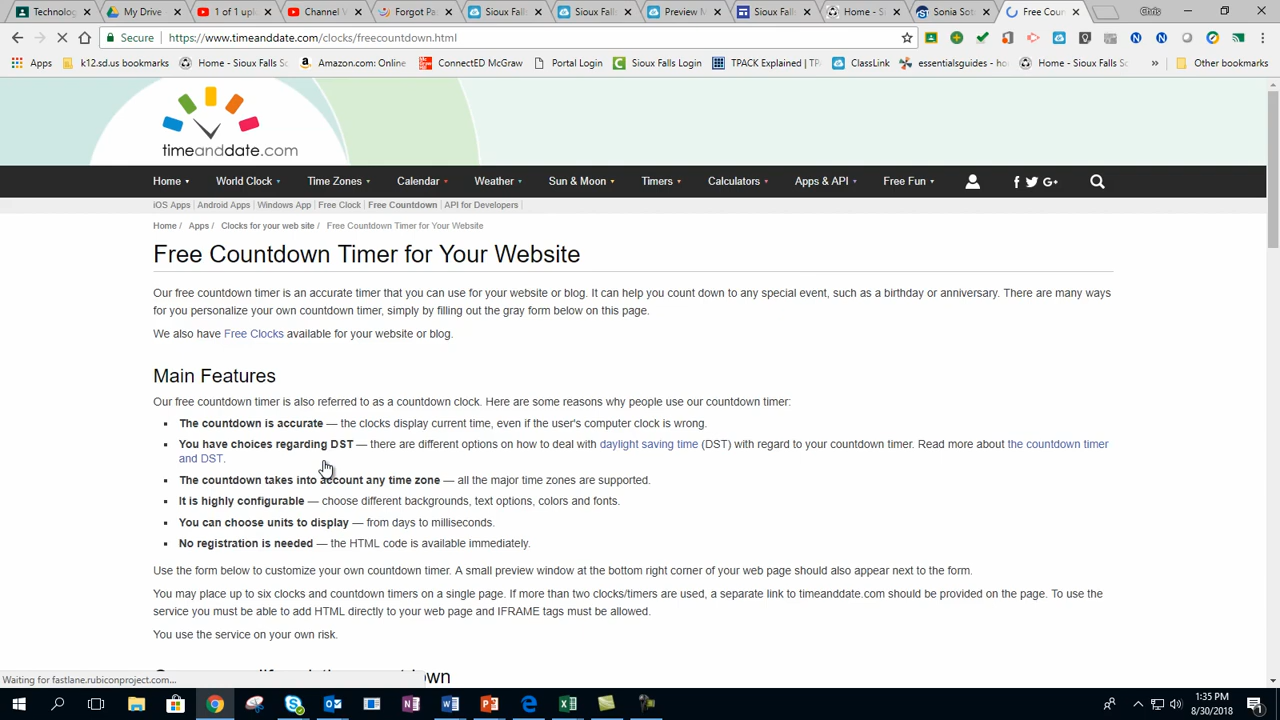 Technolog
My Drive
1 of 1 upl
Channel V
Forgot Pa
Sioux Falls
Sioux Falls
Preview M
Sioux Falls
Home - Si
Sonia Sot
Free Coun
Chris
Secure
https://www.timeanddate.com/clocks/freecountdown.html
Apps
k12.sd.us bookmarks
Home - Sioux Falls Sc
Amazon.com: Online
ConnectED McGraw
Portal Login
Sioux Falls Login
TPACK Explained | TP
ClassLink
essentialsguides - ho
Home - Sioux Falls Sc
»
Other bookmarks
timeanddate.com
Home World Clock Time Zones Calendar Weather Sun & Moon Timers Calculators Apps & API Free Fun
iOS Apps | Android Apps | Windows App | Free Clock | Free Countdown | API for Developers |
Home / Apps / Clocks for your web site / Free Countdown Timer for Your Website
Free Countdown Timer for Your Website
Our free countdown timer is an accurate timer that you can use for your website or blog. It can help you count down to any special event, such as a birthday or anniversary. There are many ways
for you personalize your own countdown timer, simply by filling out the gray form below on this page.
We also have Free Clocks available for your website or blog.
Main Features
Our free countdown timer is also referred to as a countdown clock. Here are some reasons why people use our countdown timer:
The countdown is accurate — the clocks display current time, even if the user's computer clock is wrong.
You have choices regarding DST — there are different options on how to deal with daylight saving time (DST) with regard to your countdown timer. Read more about the countdown timer
and DST.
The countdown takes into account any time zone — all the major time zones are supported.
It is highly configurable — choose different backgrounds, text options, colors and fonts.
You can choose units to display — from days to milliseconds.
No registration is needed — the HTML code is available immediately.
Use the form below to customize your own countdown timer. A small preview window at the bottom right corner of your web page should also appear next to the form.
You may place up to six clocks and countdown timers on a single page. If more than two clocks/timers are used, a separate link to timeanddate.com should be provided on the page. To use the
service you must be able to add HTML directly to your web page and IFRAME tags must be allowed.
You use the service on your own risk.
Waiting for fastlane.rubiconproject.com...
1:35 PM
8/30/2018